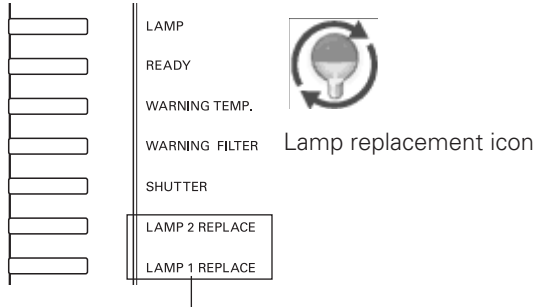 LAMP
READY
WARNING TEMP.
WARNING FILTER
SHUTTER
LAMP 2 REPLACE
LAMP 1 REPLACE
Lamp replacement icon